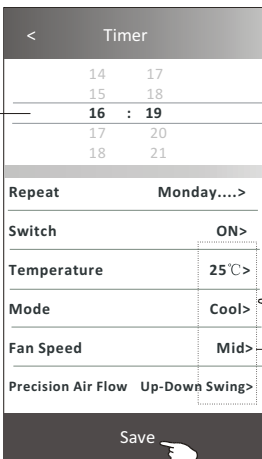 < Timer
14 17
15 18
16 : 19
17 20
18 21
Repeat Monday....>
Switch ON>
Temperature 25℃>
Mode Cool>
Fan Speed Mid>
Precision Air Flow Up-Down Swing>
Save